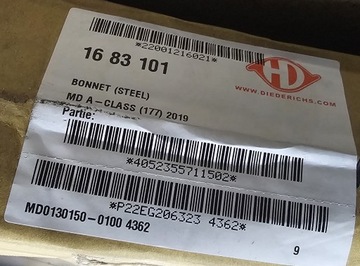 *22001216021*
16 83 101
HD
WWW.DIEDERICHS.COM
BONNET (STEEL)
MD A-CLASS (177) 2019
Partie:
*4052355711502*
*P22EG206323 4362*
MD0130150-0100 4362
9